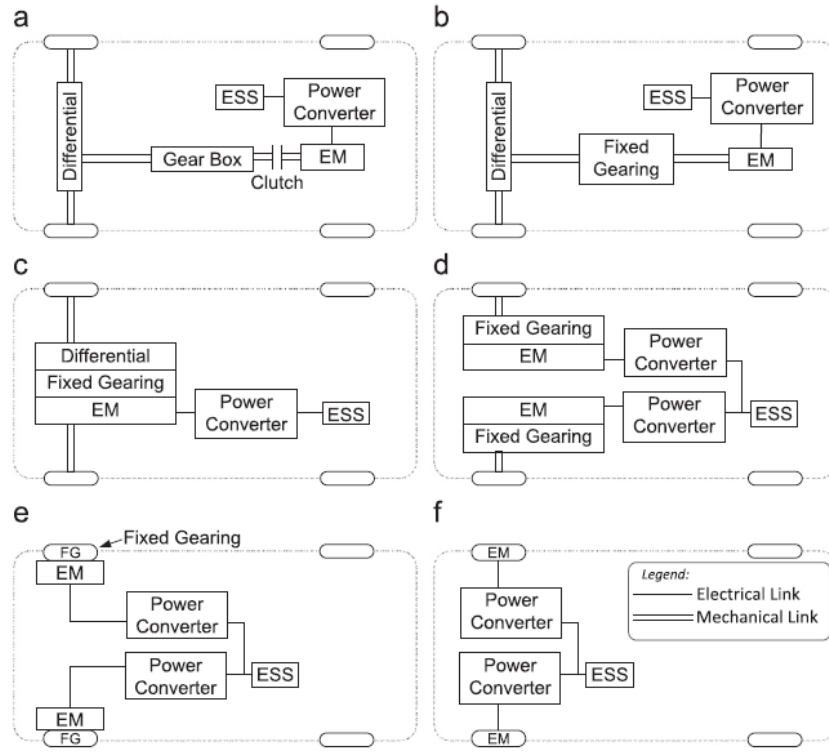 a
ESS
Power
Converter
Differential
Gear Box
EM
Clutch
b
ESS
Power
Converter
Differential
Fixed
Gearing
EM
c
Differential
Fixed Gearing
EM
Power
Converter
ESS
d
Fixed Gearing
EM
Power
Converter
EM
Fixed Gearing
Power
Converter
ESS
e
Fixed Gearing
FG
EM
Power
Converter
Power
Converter
ESS
EM
FG
f
EM
Power
Converter
Power
Converter
ESS
EM
Legend:
Electrical Link
Mechanical Link